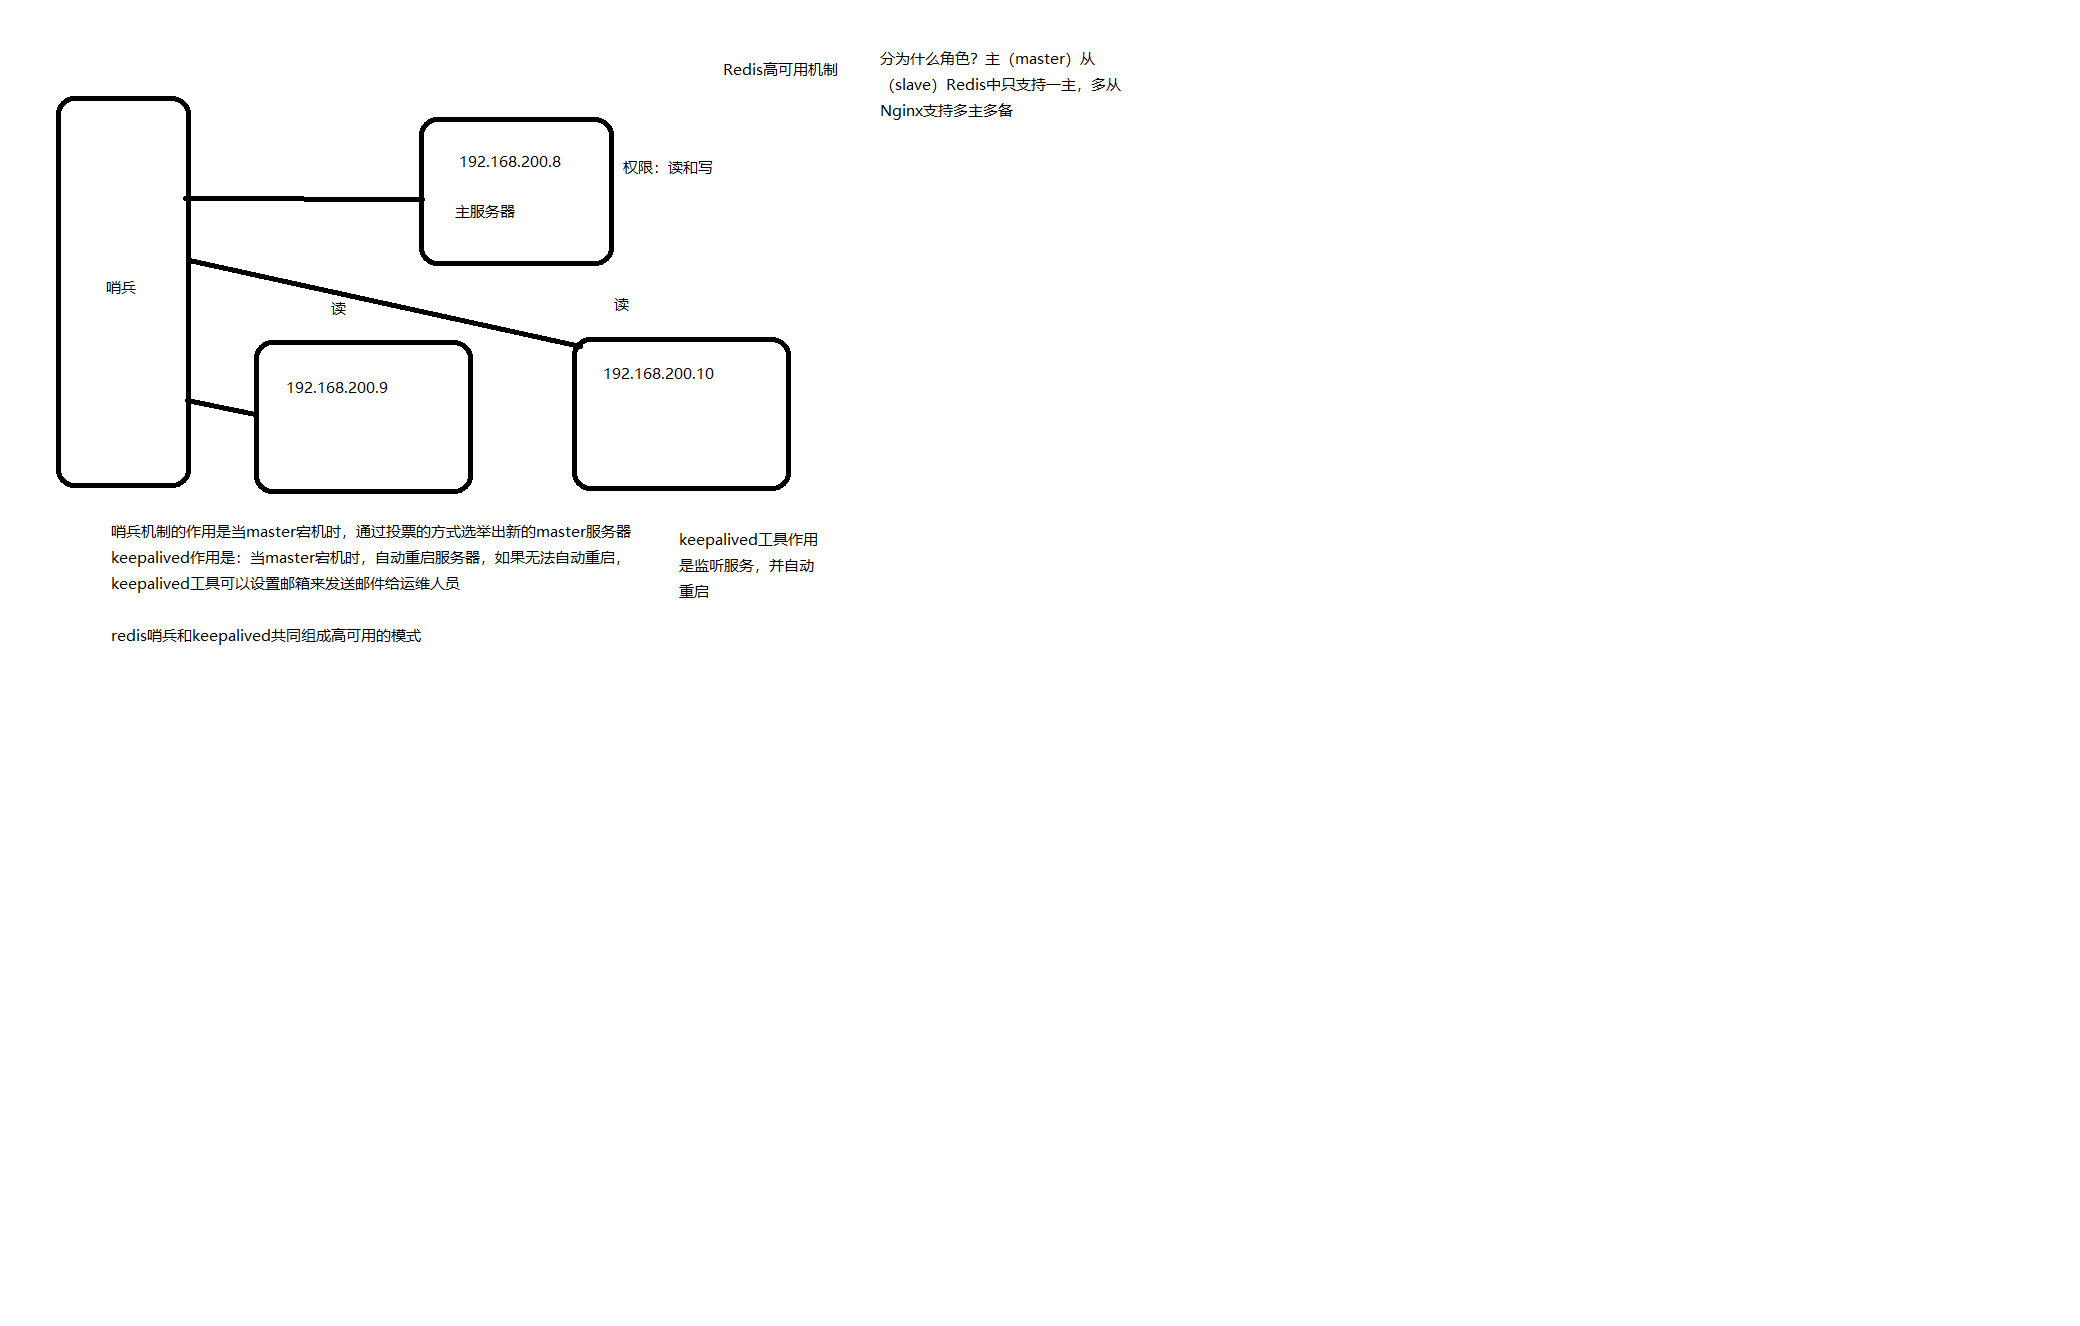 Redis高可用机制
分为什么角色？主（master）从
（slave）Redis中只支持一主，多从
Nginx支持多主多备
192.168.200.8
权限：读和写
主服务器
哨兵
读
读
192.168.200.9
192.168.200.10
哨兵机制的作用是当master宕机时，通过投票的方式选举出新的master服务器
keepalived作用是：当master宕机时，自动重启服务器，如果无法自动重启，
keepalived工具可以设置邮箱来发送邮件给运维人员
redis哨兵和keepalived共同组成高可用的模式
keepalived工具作用
是监听服务，并自动
重启